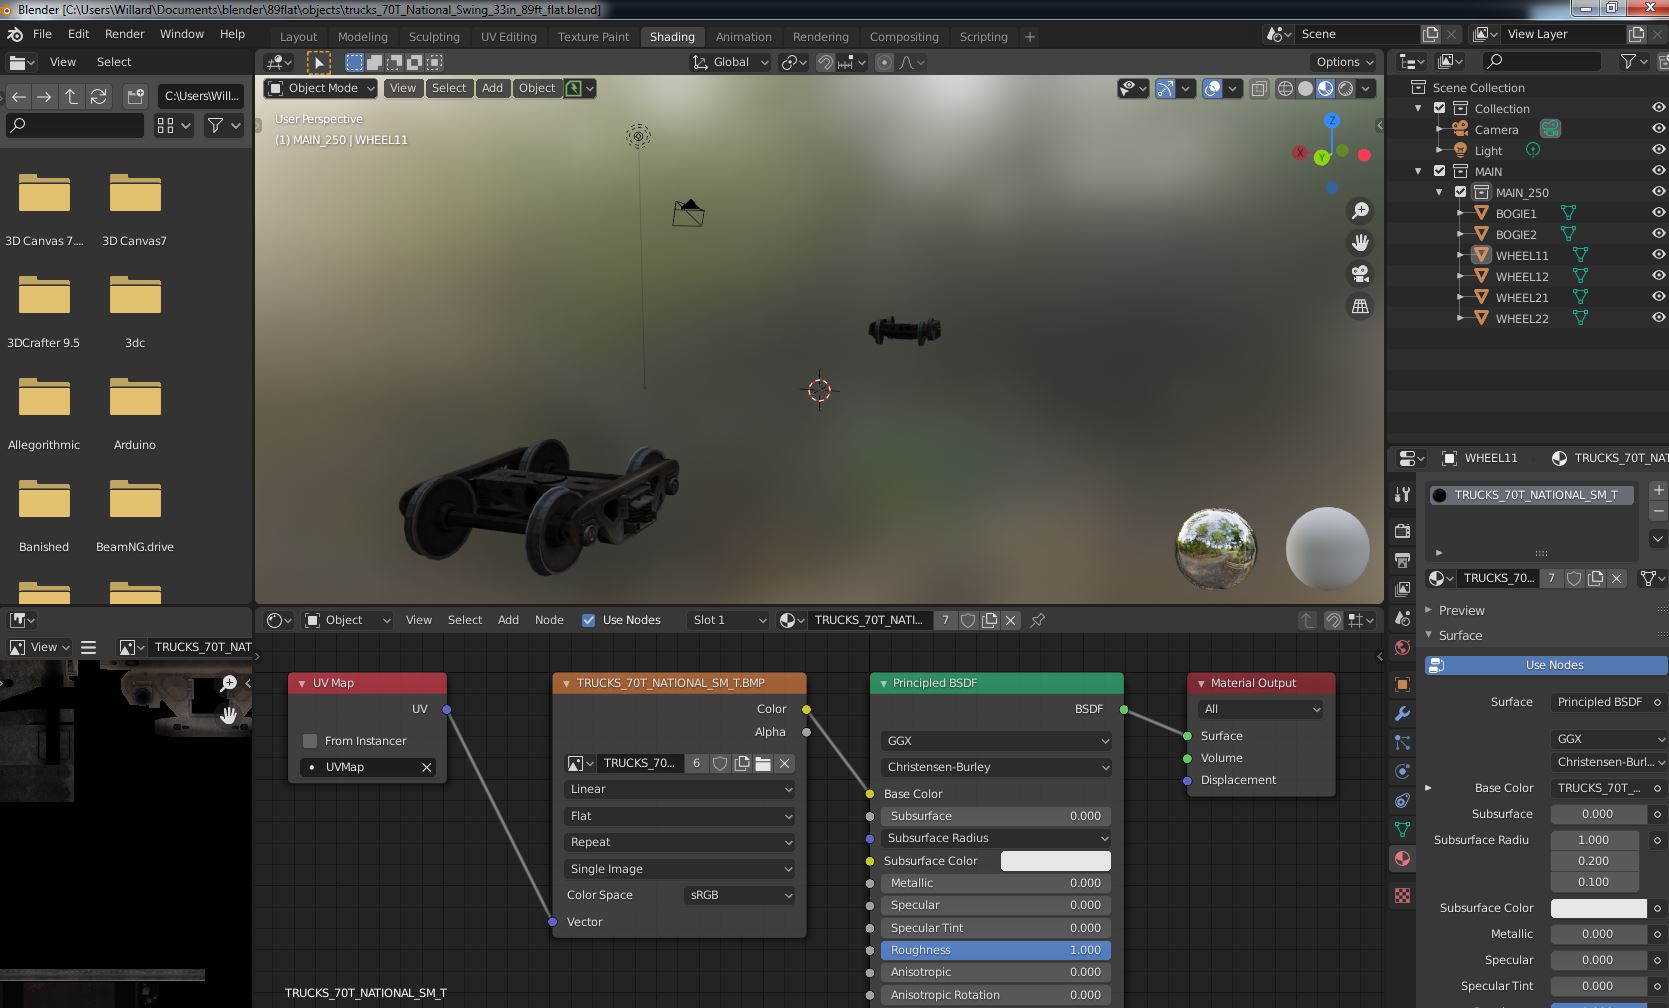 Blender [C:\Users\Willard\Documents\blender\89flat\objects\trucks_70T_National_Swing_33in_89ft_flat.blend]
File Edit Render Window Help Layout Modeling Sculpting UV Editing Texture Paint Shading Animation Rendering Compositing Scripting + Scene View Layer
View Select Global Options
C:\Users\Will...
Object Mode View Select Add Object
User Perspective
(1) MAIN_250 | WHEEL11
Z
X
Y
3D Canvas 7.... 3D Canvas7
3DCrafter 9.5 3dc
Allegorithmic Arduino
Banished BeamNG.drive
Scene Collection
Collection
Camera
Light
MAIN
MAIN_250
BOGIE1
BOGIE2
WHEEL11
WHEEL12
WHEEL21
WHEEL22
WHEEL11 TRUCKS_70T_NAT
TRUCKS_70T_NATIONAL_SM_T
TRUCKS_70... 7
Preview
Surface
Use Nodes
Surface Principled BSDF
GGX
Christensen-Burl...
Base Color TRUCKS_70T_...
Subsurface 0.000
Subsurface Radiu 1.000
0.200
0.100
Subsurface Color
Metallic 0.000
Specular 0.000
Specular Tint 0.000
Object View Select Add Node Use Nodes Slot 1 TRUCKS_70T_NATI... 7
View TRUCKS_70T_NAT
UV Map
UV
From Instancer
UVMap
TRUCKS_70T_NATIONAL_SM_T.BMP
Color
Alpha
TRUCKS_70... 6
Linear
Flat
Repeat
Single Image
Color Space sRGB
Vector
Principled BSDF
BSDF
GGX
Christensen-Burley
Base Color
Subsurface 0.000
Subsurface Radius
Subsurface Color
Metallic 0.000
Specular 0.000
Specular Tint 0.000
Roughness 1.000
Anisotropic 0.000
Anisotropic Rotation 0.000
Material Output
All
Surface
Volume
Displacement
TRUCKS_70T_NATIONAL_SM_T